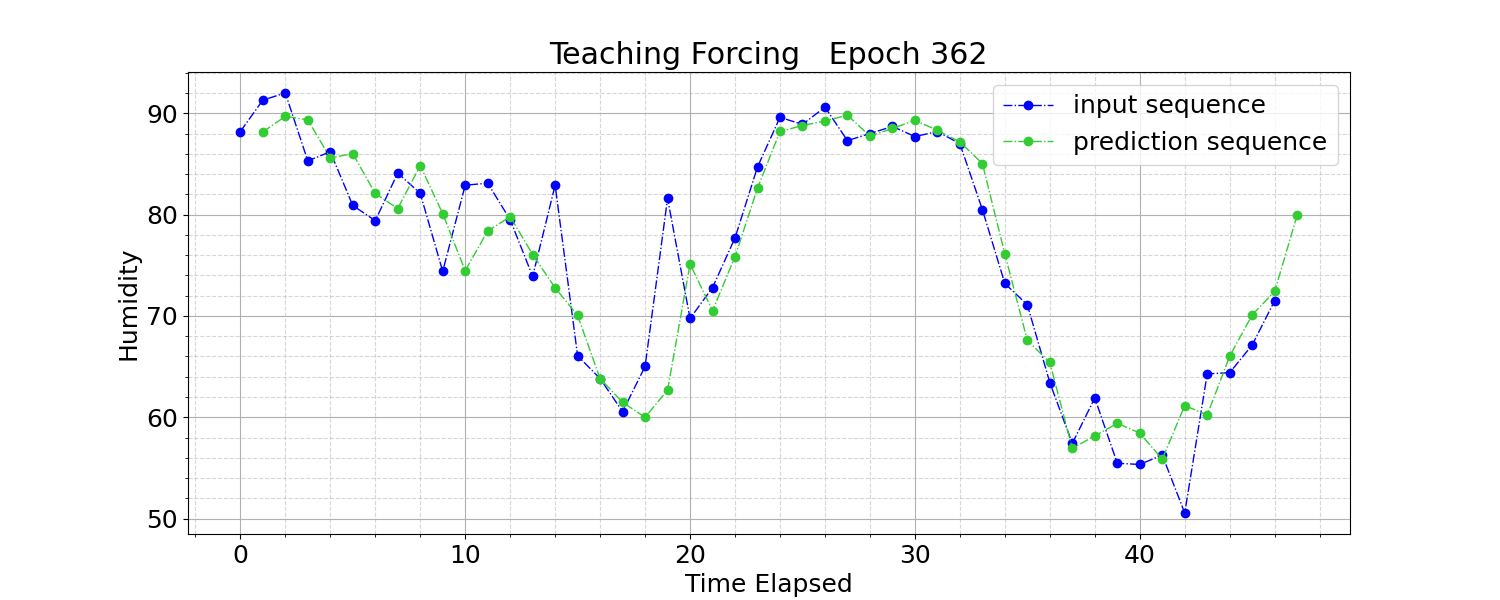 Teaching Forcing   Epoch 362
input sequence
prediction sequence
Humidity
90
80
70
60
50
0 10 20 30 40
Time Elapsed